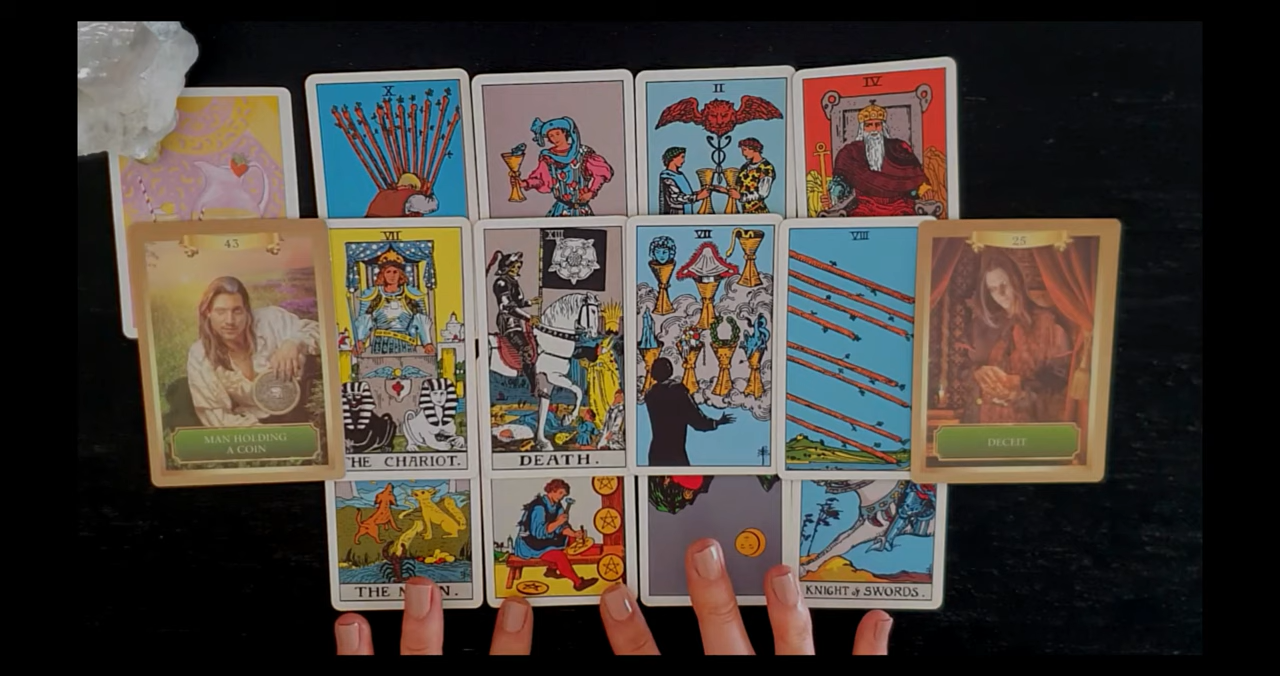 X
II
IV
43
VII
XIII
VII
VIII
25
MAN HOLDING
A COIN
THE CHARIOT.
DEATH.
DECEIT
THE
KNIGHT of SWORDS.